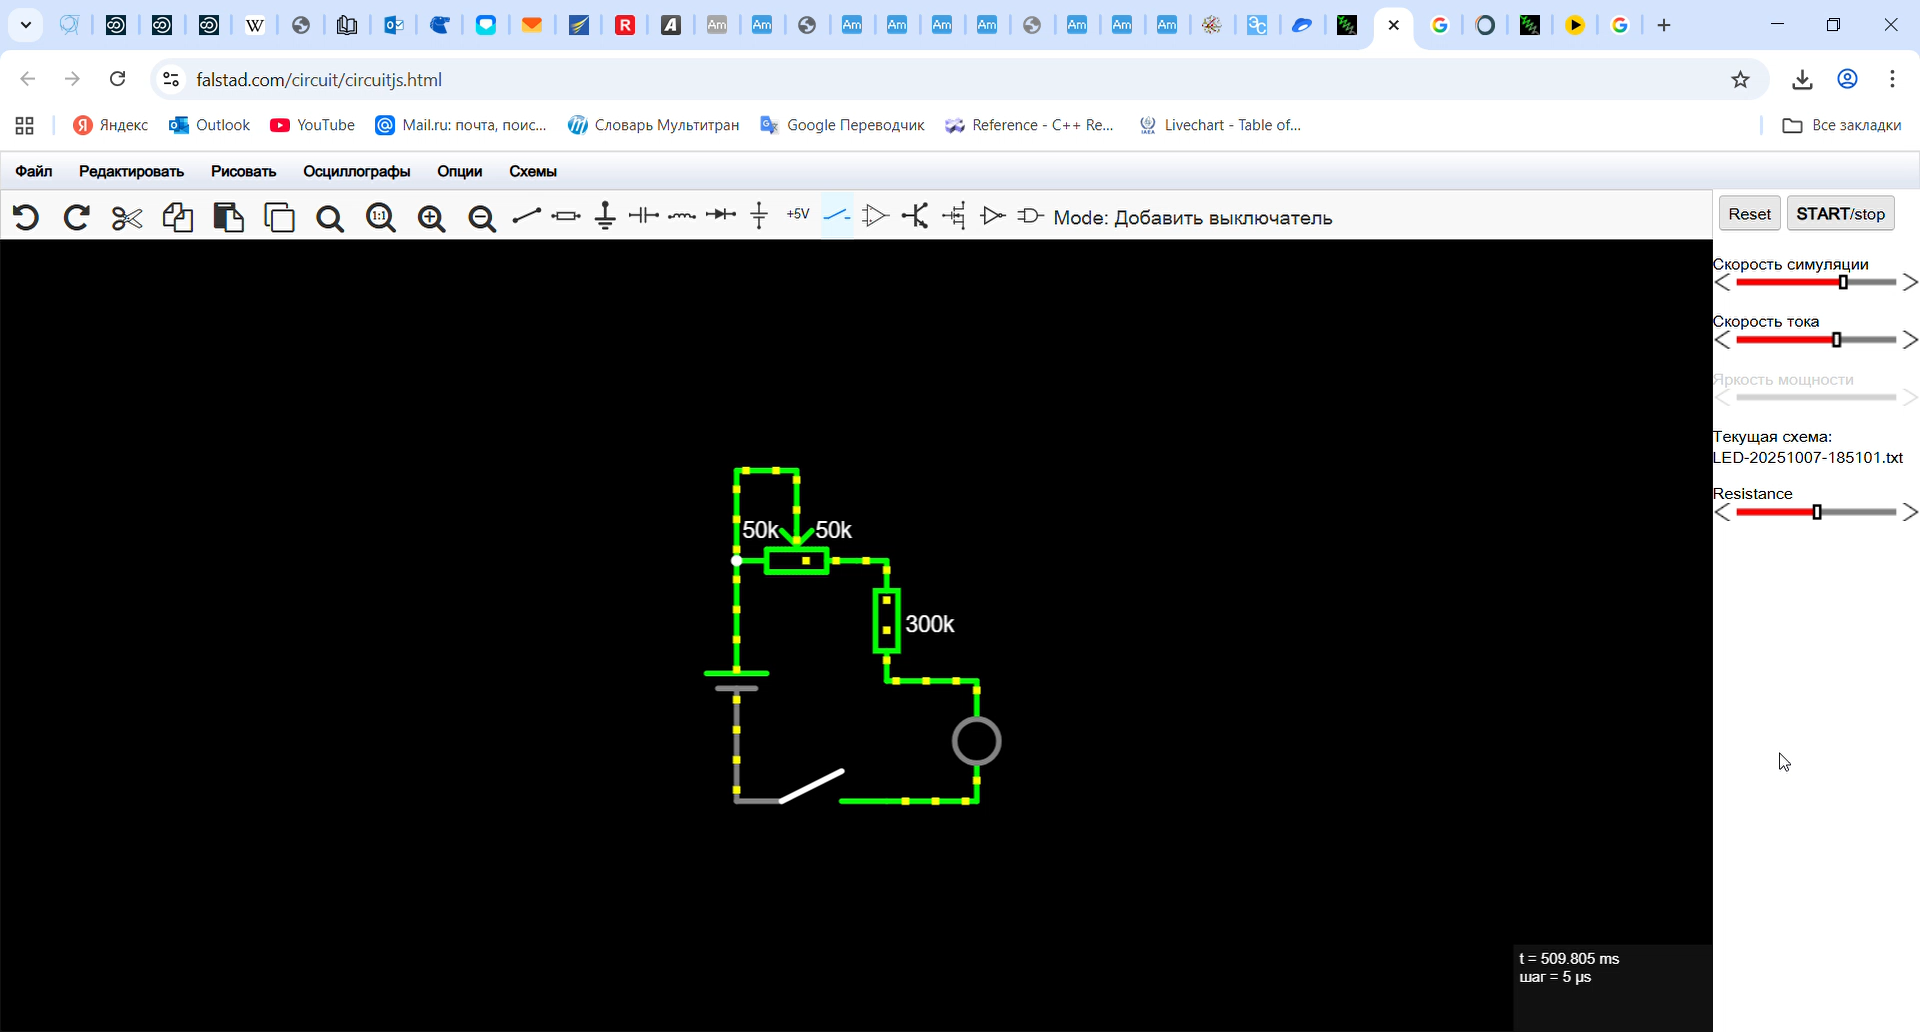 falstad.com/circuit/circuitjs.html
Яндекс
Outlook
YouTube
Mail.ru: почта, поис...
Словарь Мультитран
Google Переводчик
Reference - C++ Re...
Livechart - Table of...
Все закладки
Файл
Редактировать
Рисовать
Осциллографы
Опции
Схемы
1:1
+5V
Mode: Добавить выключатель
Reset
START/stop
Скорость симуляции
Скорость тока
Яркость мощности
Текущая схема:
LED-20251007-185101.txt
Resistance
50k
50k
300k
t = 509.805 ms
шаг = 5 µs